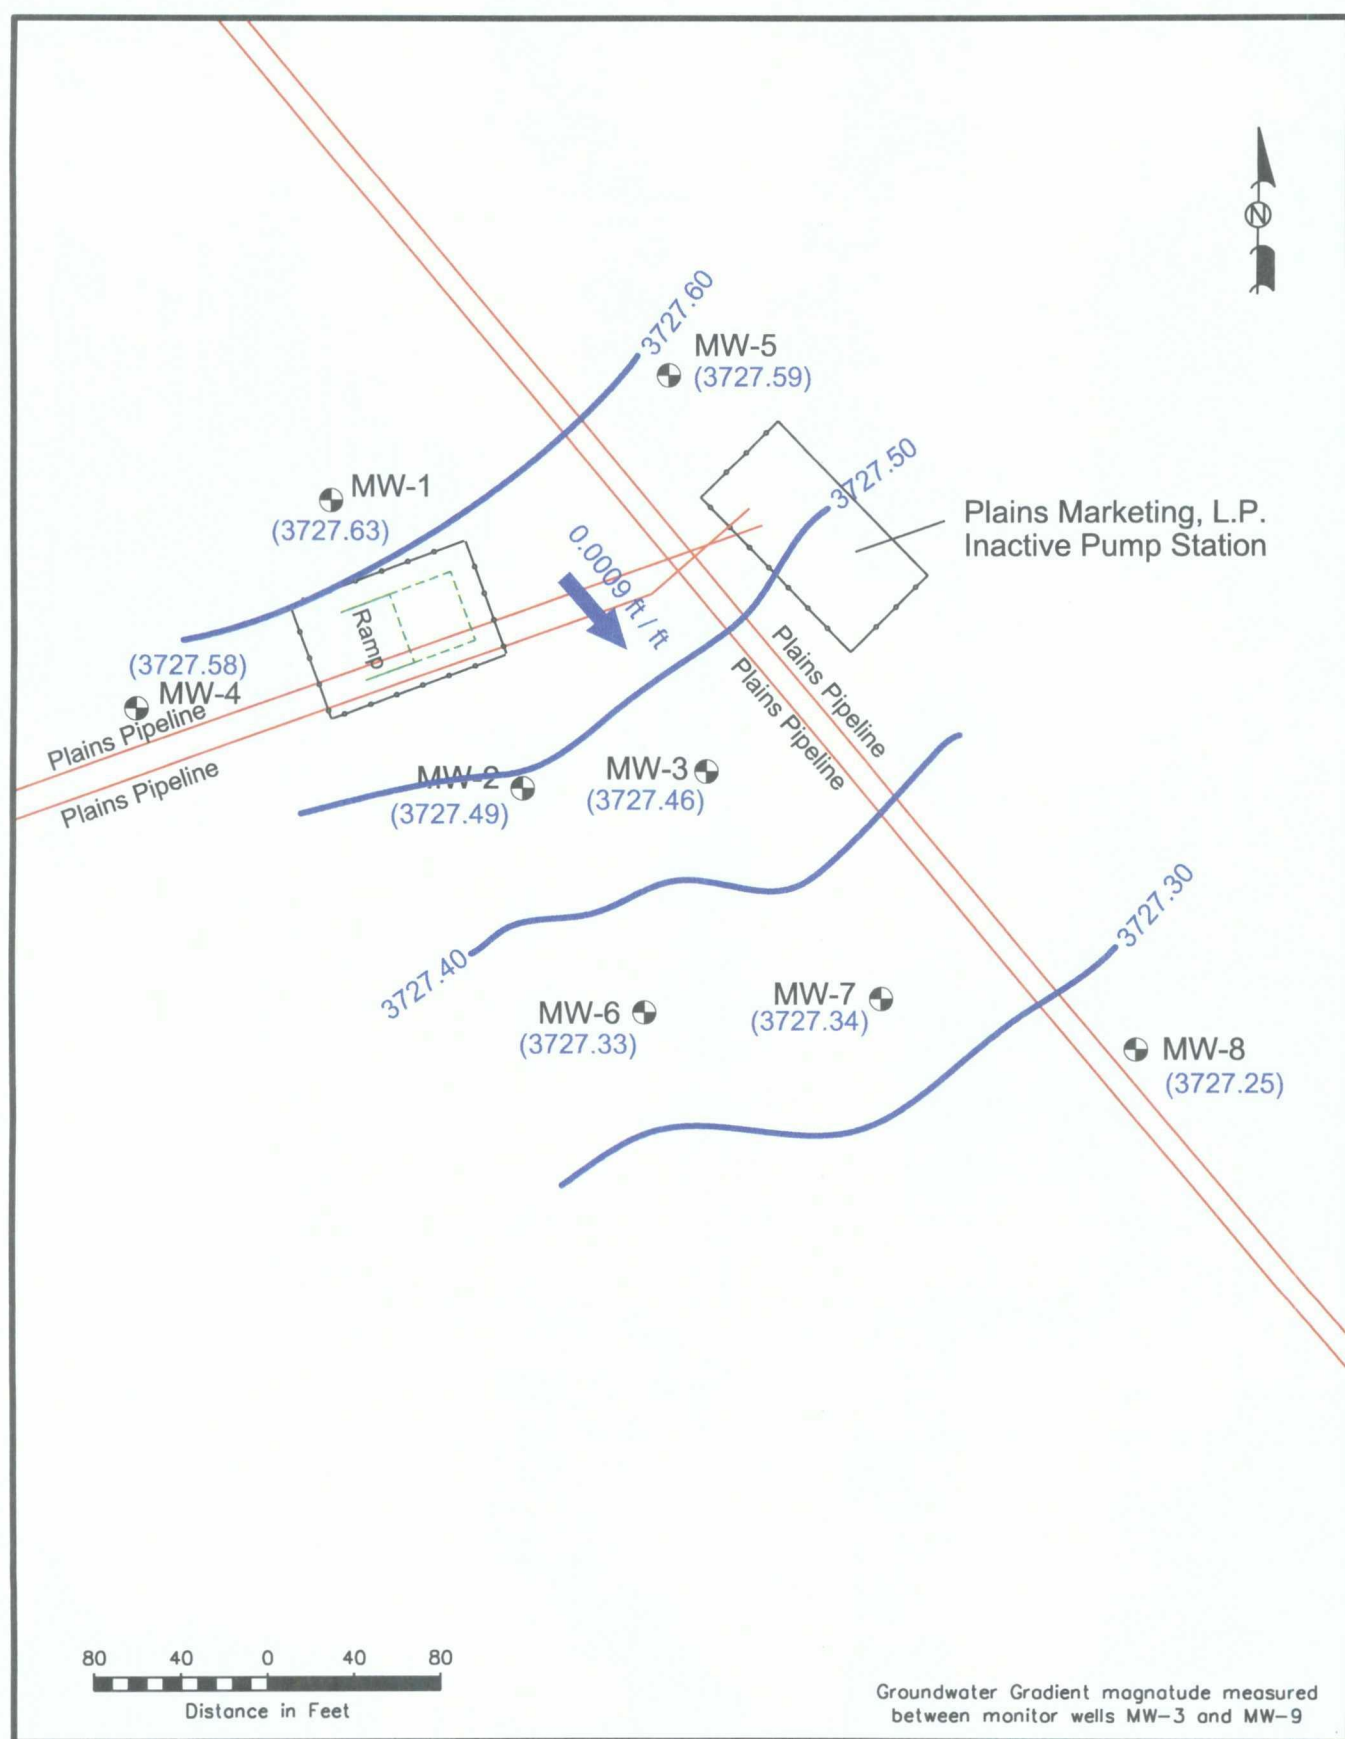 N
3727.60
MW-5
(3727.59)
3727.50
MW-1
(3727.63)
Plains Marketing, L.P.
Inactive Pump Station
0.0009 ft / ft
Ramp
(3727.58)
MW-4
Plains Pipeline
Plains Pipeline
Plains Pipeline
Plains Pipeline
MW-2
(3727.49)
MW-3
(3727.46)
3727.40
3727.30
MW-6
(3727.33)
MW-7
(3727.34)
MW-8
(3727.25)
80 40 0 40 80
Distance in Feet
Groundwater Gradient magnatude measured
between monitor wells MW-3 and MW-9